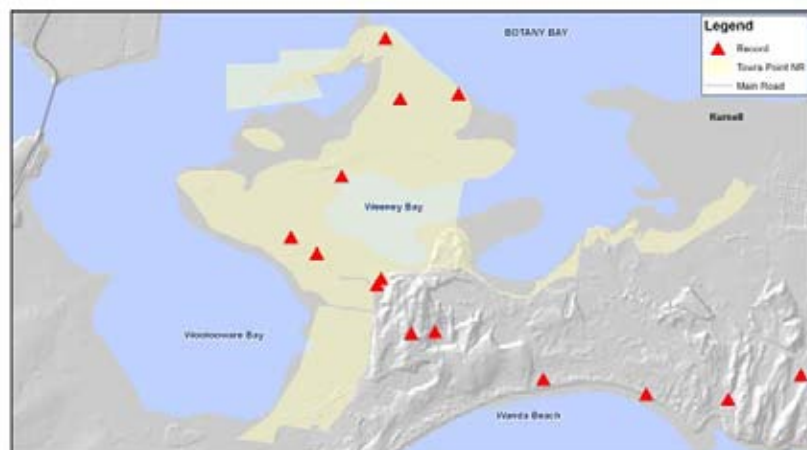 BOTANY BAY
Legend
Record
Towra Point NR
Main Road
Kurnell
Weeney Bay
Woolooware Bay
Wanda Beach